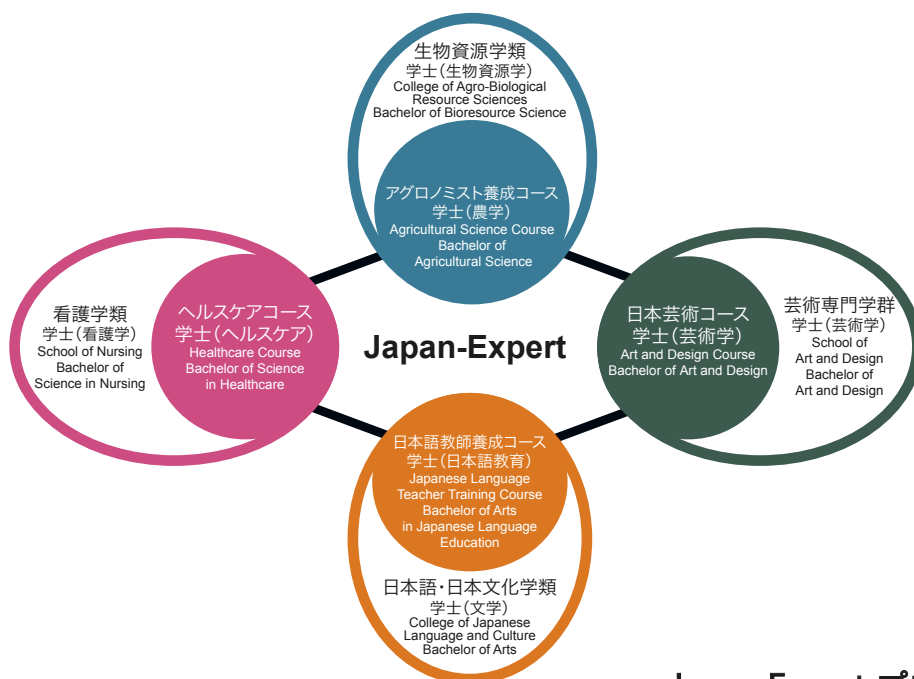 生物資源学類
学士（生物資源学）
College of Agro-Biological
Resource Sciences
Bachelor of Bioresource Science
アグロノミスト養成コース
学士（農学）
Agricultural Science Course
Bachelor of
Agricultural Science
看護学類
学士（看護学）
School of Nursing
Bachelor of
Science in Nursing
ヘルスケアコース
学士（ヘルスケア）
Healthcare Course
Bachelor of Science
in Healthcare
Japan-Expert
日本芸術コース
学士（芸術学）
Art and Design Course
Bachelor of Art and Design
芸術専門学群
学士（芸術学）
School of
Art and Design
Bachelor of
Art and Design
日本語教師養成コース
学士（日本語教育）
Japanese Language
Teacher Training Course
Bachelor of Arts
in Japanese Language
Education
日本語・日本文化学類
学士（文学）
College of Japanese
Language and Culture
Bachelor of Arts